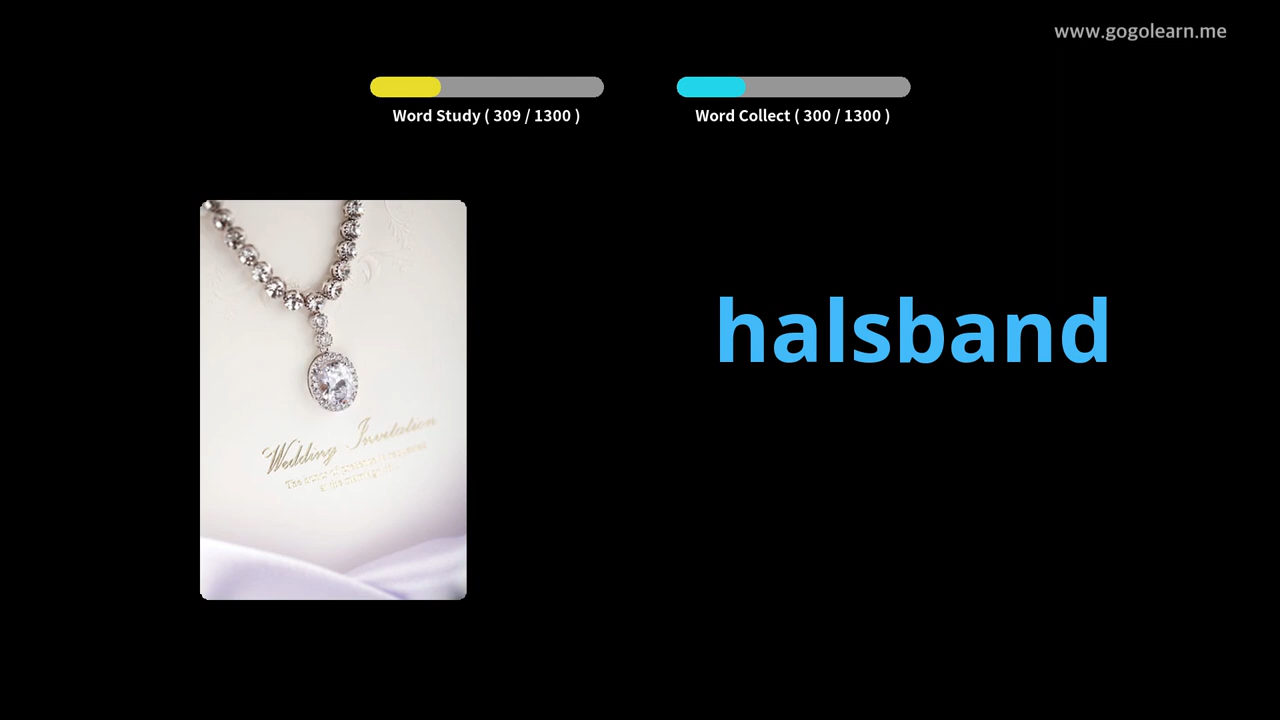 www.gogolearn.me
Word Study ( 309 / 1300 )
Word Collect ( 300 / 1300 )
halsband
Wedding Invitation